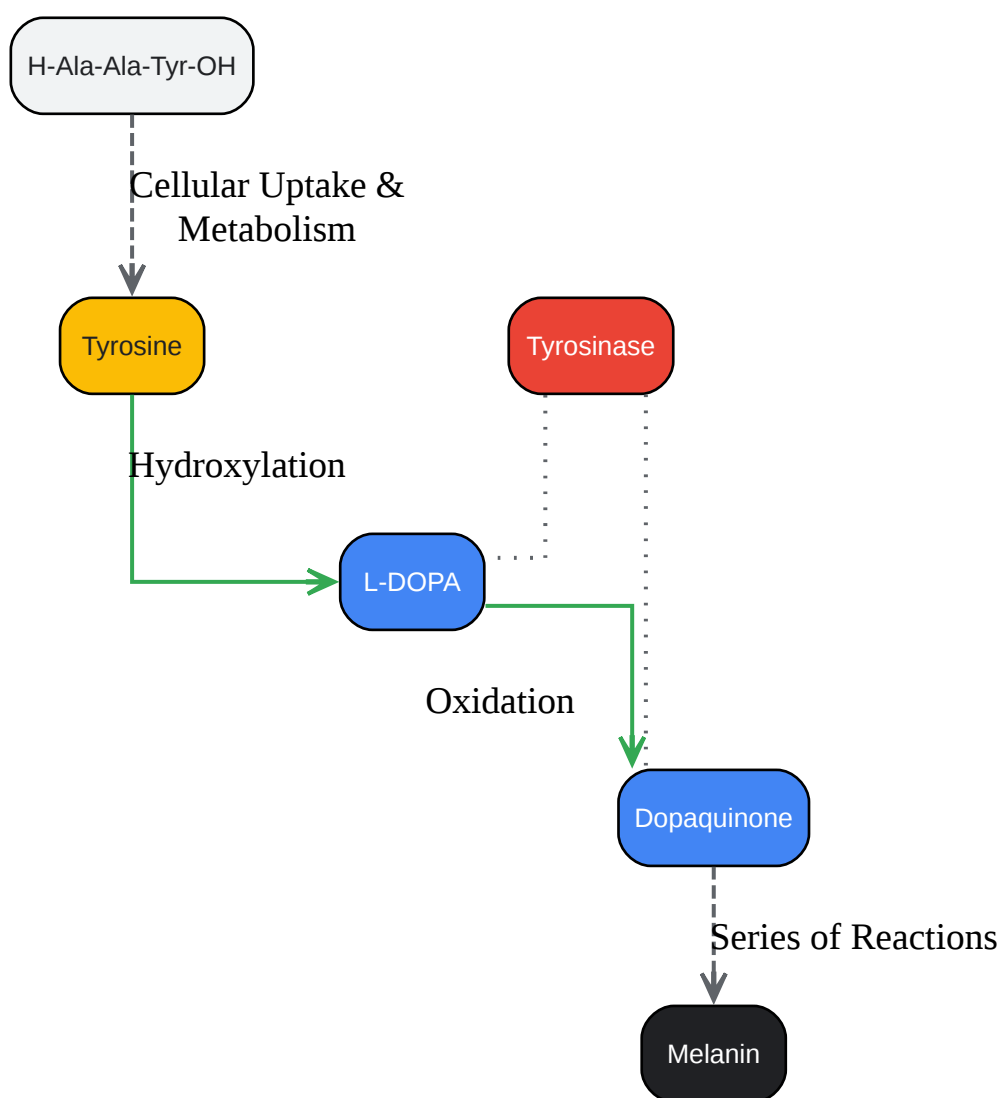 H-Ala-Ala-Tyr-OH
Cellular Uptake &
Metabolism
Tyrosine
Tyrosinase
Hydroxylation
L-DOPA
Oxidation
Dopaquinone
Series of Reactions
Melanin